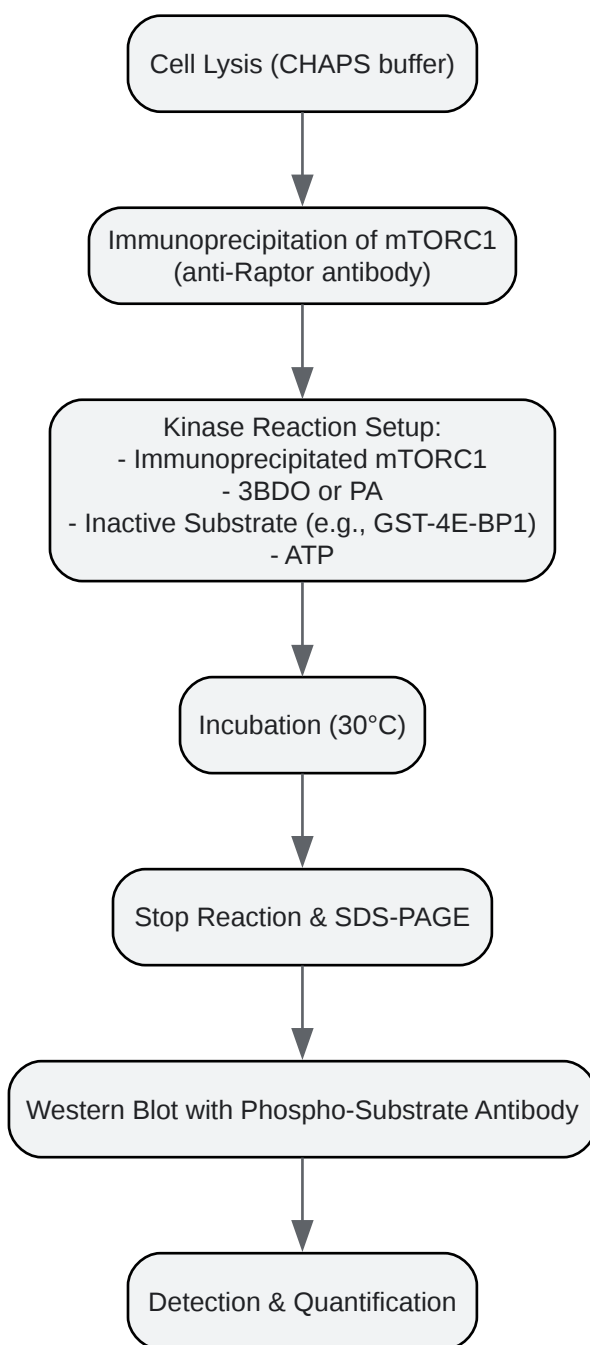 Cell Lysis (CHAPS buffer)
Immunoprecipitation of mTORC1
(anti-Raptor antibody)
Kinase Reaction Setup:
- Immunoprecipitated mTORC1
- 3BDO or PA
- Inactive Substrate (e.g., GST-4E-BP1)
- ATP
Incubation (30°C)
Stop Reaction & SDS-PAGE
Western Blot with Phospho-Substrate Antibody
Detection & Quantification